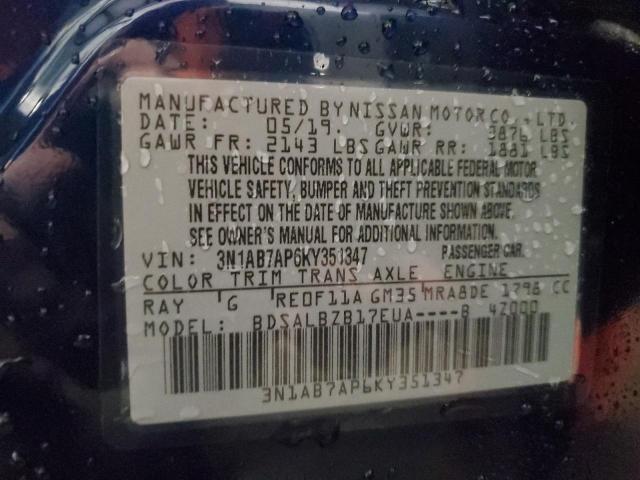 MANUFACTURED BY NISSAN MOTOR CO., LTD.
DATE: 05/19. GVWR: 3876 LBS
GAWR FR: 2143 LBS GAWR RR: 1881 LBS
THIS VEHICLE CONFORMS TO ALL APPLICABLE FEDERAL MOTOR
VEHICLE SAFETY, BUMPER AND THEFT PREVENTION STANDARDS
IN EFFECT ON THE DATE OF MANUFACTURE SHOWN ABOVE.
SEE OWNER'S MANUAL FOR ADDITIONAL INFORMATION.
VIN: 3N1AB7AP6KY351347 PASSENGER CAR.
COLOR TRIM TRANS AXLE ENGINE
RAY G RE0F11A GM35 MRA8DE 1798 CC
MODEL: BDSALBZB17EUA----B 4Z000
3N1AB7AP6KY351347